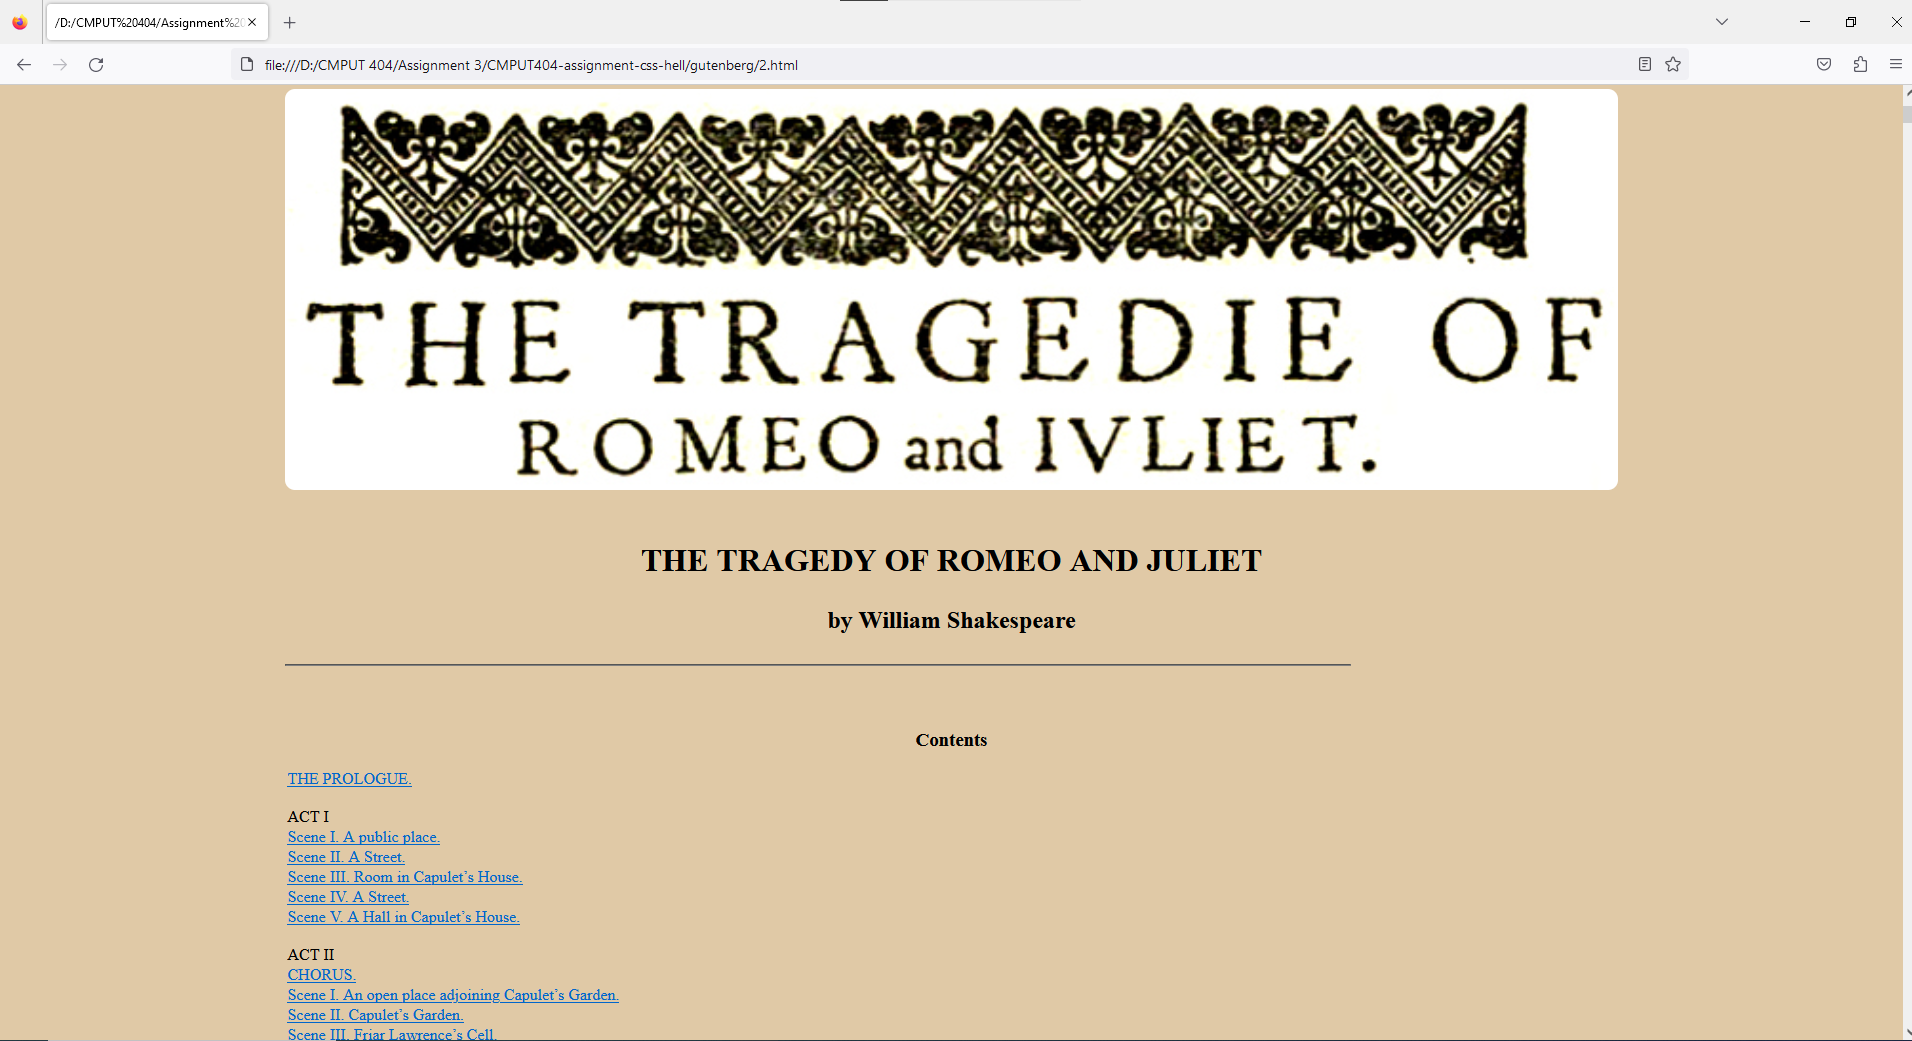 /D:/CMPUT%20404/Assignment%20
file:///D:/CMPUT 404/Assignment 3/CMPUT404-assignment-css-hell/gutenberg/2.html
THE TRAGEDIE OF
ROMEO and IVLIET.
THE TRAGEDY OF ROMEO AND JULIET
by William Shakespeare
Contents
THE PROLOGUE.
ACT I
Scene I. A public place.
Scene II. A Street.
Scene III. Room in Capulet’s House.
Scene IV. A Street.
Scene V. A Hall in Capulet’s House.
ACT II
CHORUS.
Scene I. An open place adjoining Capulet’s Garden.
Scene II. Capulet’s Garden.
Scene III. Friar Lawrence’s Cell.